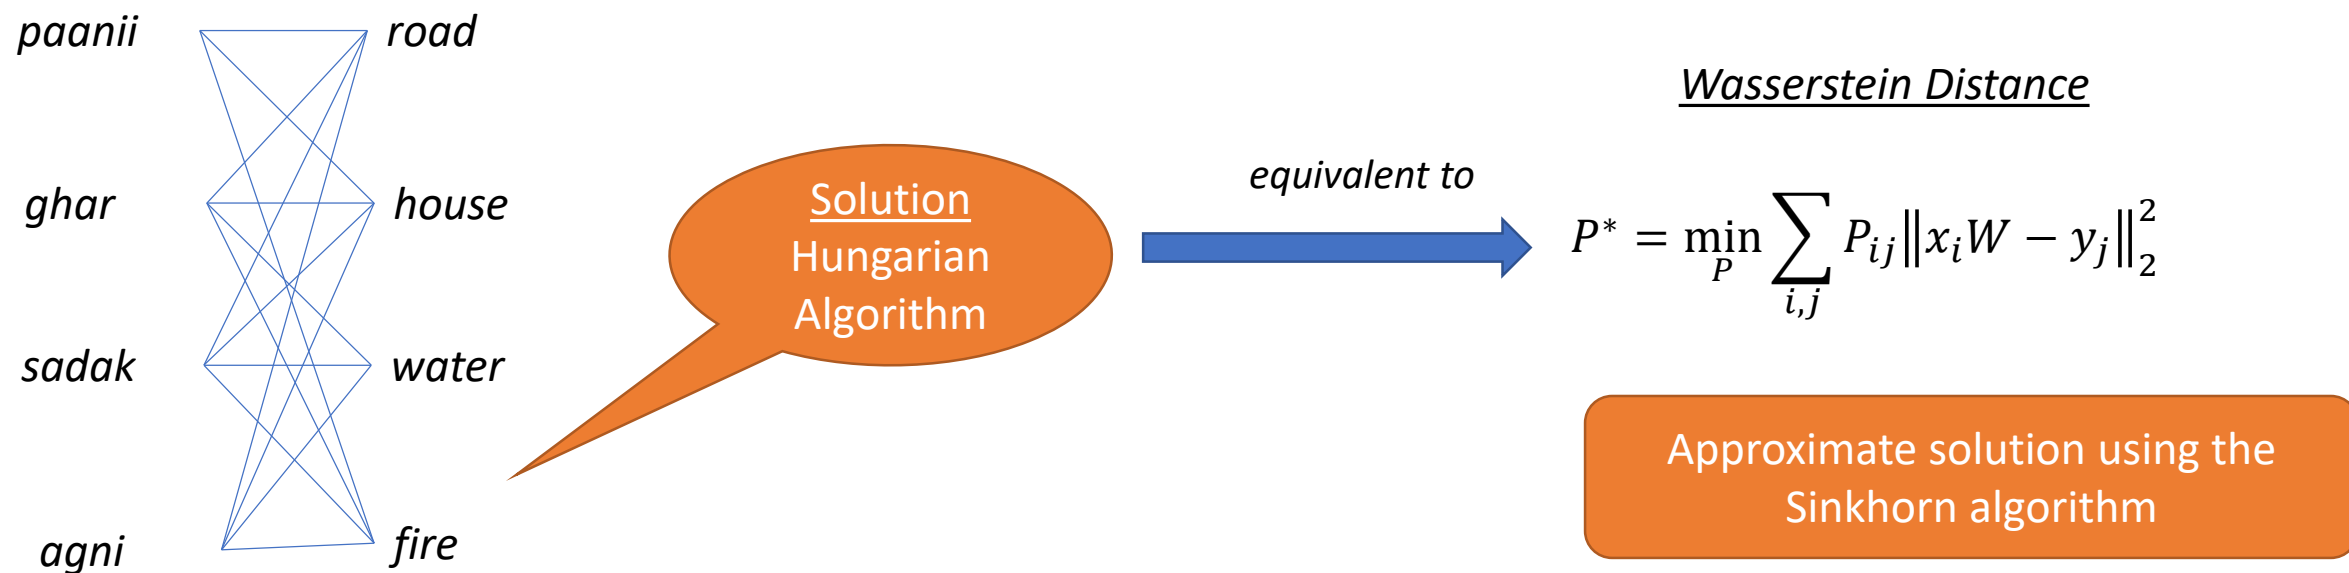 paanii
road
ghar
house
sadak
water
agni
fire
Solution
Hungarian
Algorithm
equivalent to
Wasserstein Distance
P* = min_P ∑_{i,j} P_{ij} ‖x_i W − y_j‖_2^2
Approximate solution using the
Sinkhorn algorithm